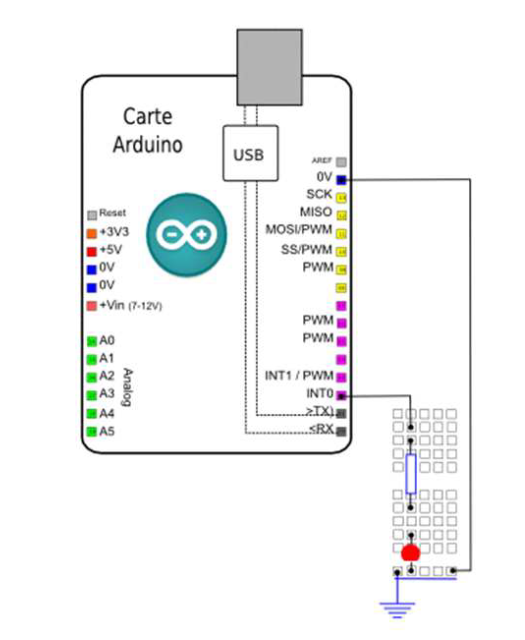 Carte
Arduino
USB
AREF
0V
SCK
MISO
MOSI/PWM
SS/PWM
PWM
PWM
PWM
INT1 / PWM
INT0
>TX)
<RX
Reset
+3V3
+5V
0V
0V
+Vin (7-12V)
A0
A1
A2
A3
A4
A5
Analog